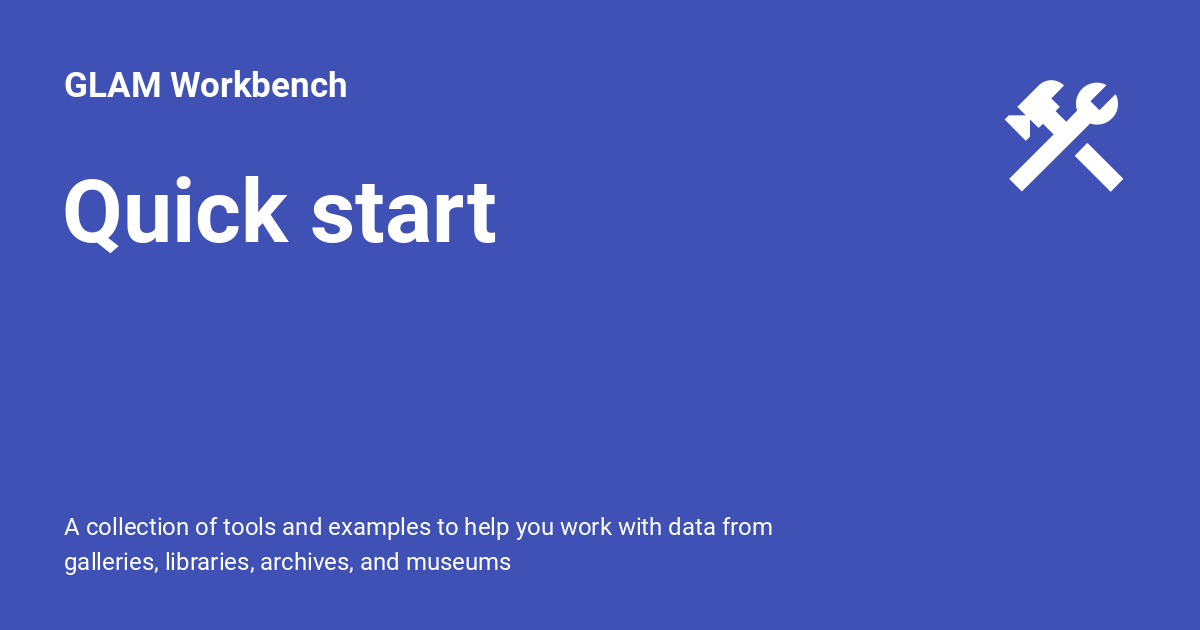 GLAM Workbench
Quick start
A collection of tools and examples to help you work with data from
galleries, libraries, archives, and museums